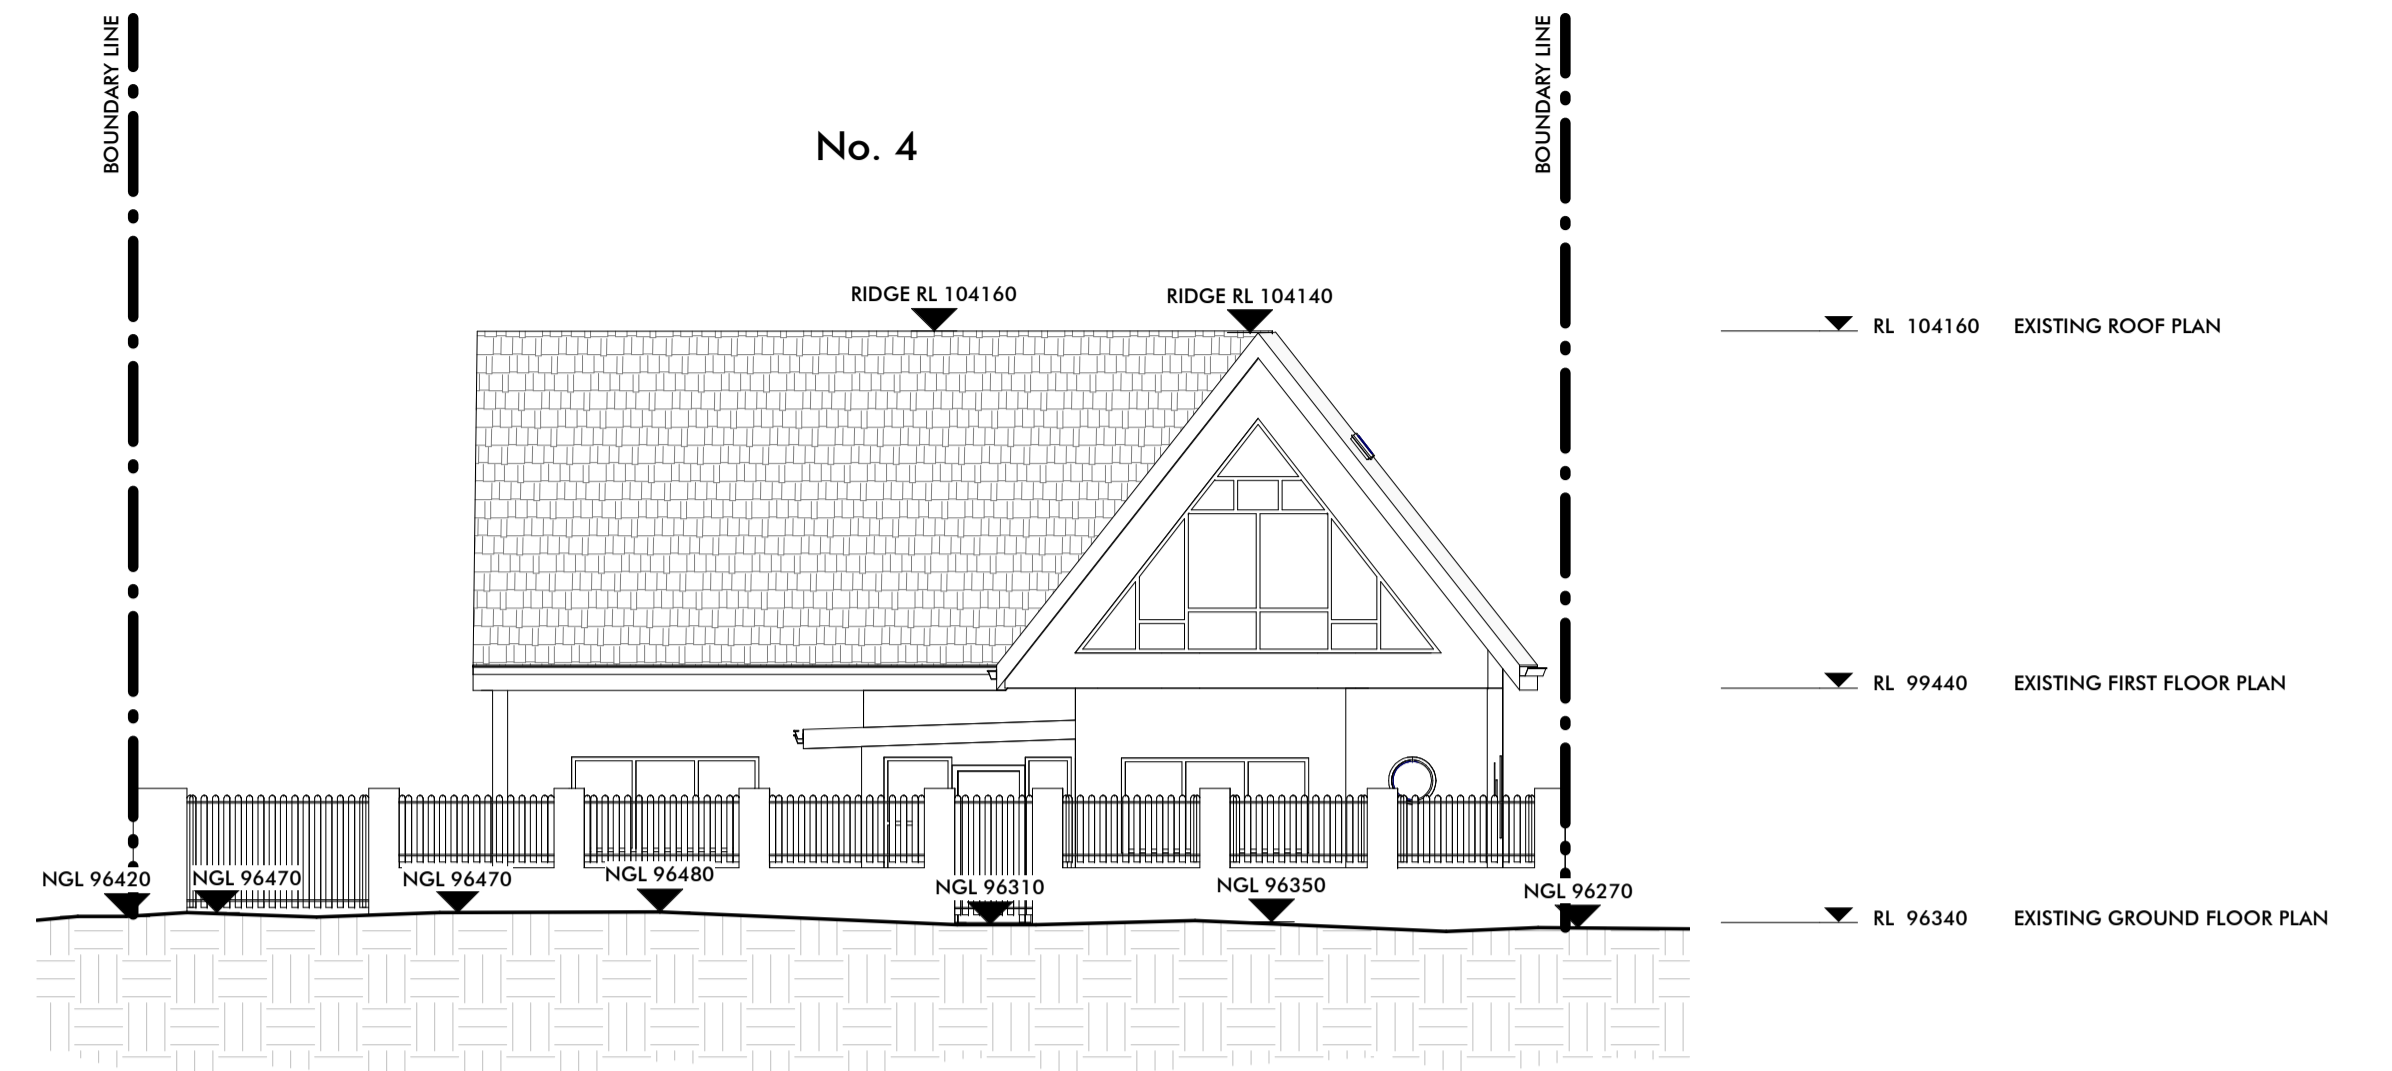 BOUNDARY LINE
BOUNDARY LINE
No. 4
RIDGE RL 104160
RIDGE RL 104140
RL 104160 EXISTING ROOF PLAN
RL 99440 EXISTING FIRST FLOOR PLAN
NGL 96420
NGL 96470
NGL 96470
NGL 96480
NGL 96310
NGL 96350
NGL 96270
RL 96340 EXISTING GROUND FLOOR PLAN